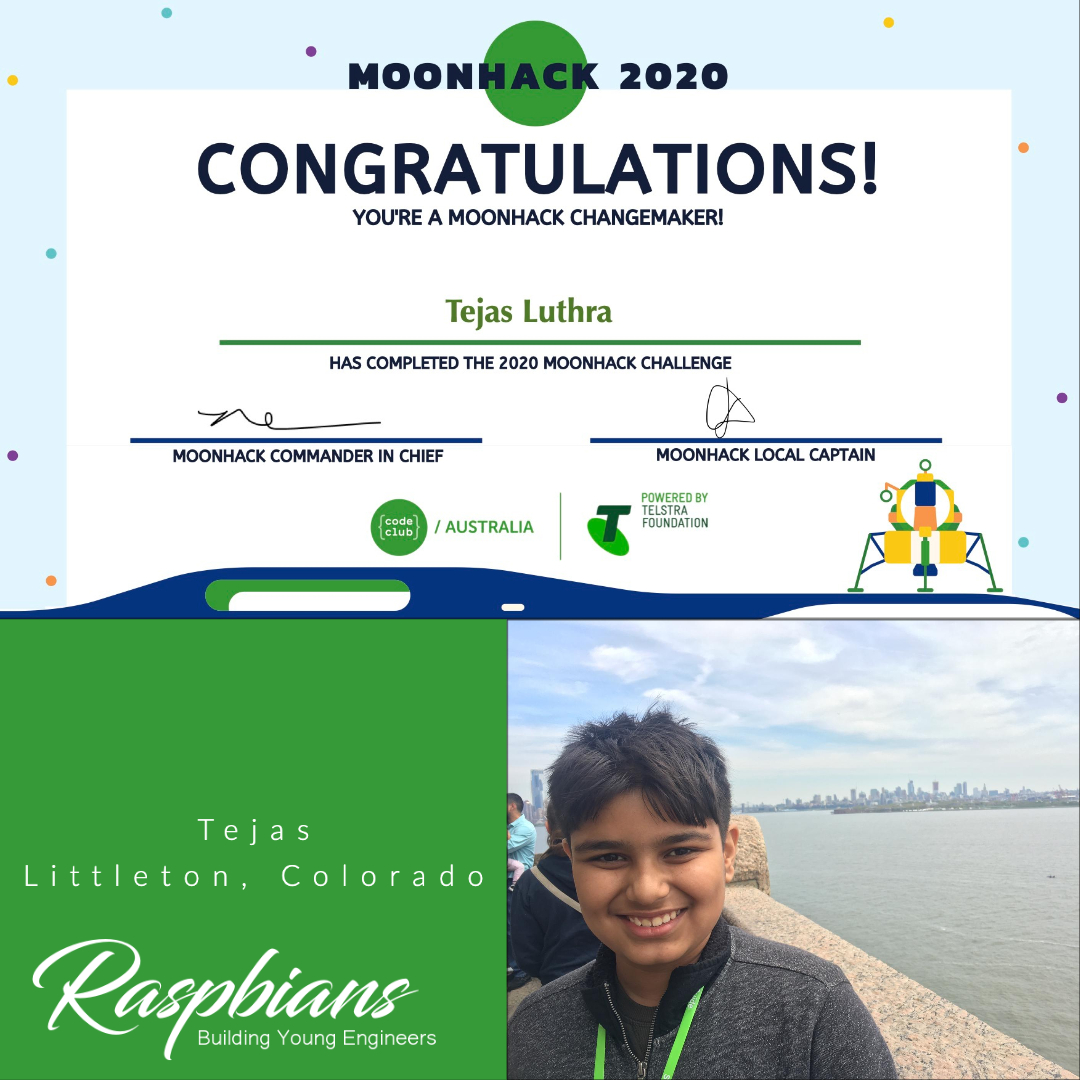 MOONHACK 2020
CONGRATULATIONS!
YOU'RE A MOONHACK CHANGEMAKER!
Tejas Luthra
HAS COMPLETED THE 2020 MOONHACK CHALLENGE
MOONHACK COMMANDER IN CHIEF
MOONHACK LOCAL CAPTAIN
{code
club} / AUSTRALIA
POWERED BY
TELSTRA
FOUNDATION
Tejas
Littleton, Colorado
Raspbians
Building Young Engineers